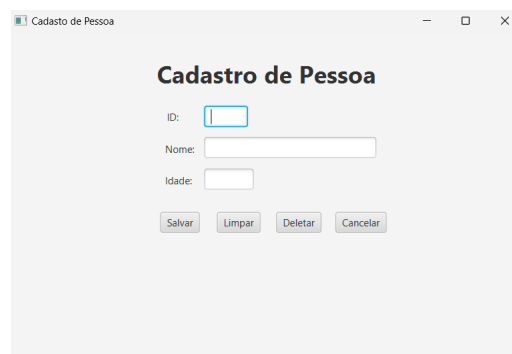 Cadasto de Pessoa
Cadastro de Pessoa
ID:
Nome:
Idade:
Salvar Limpar Deletar Cancelar